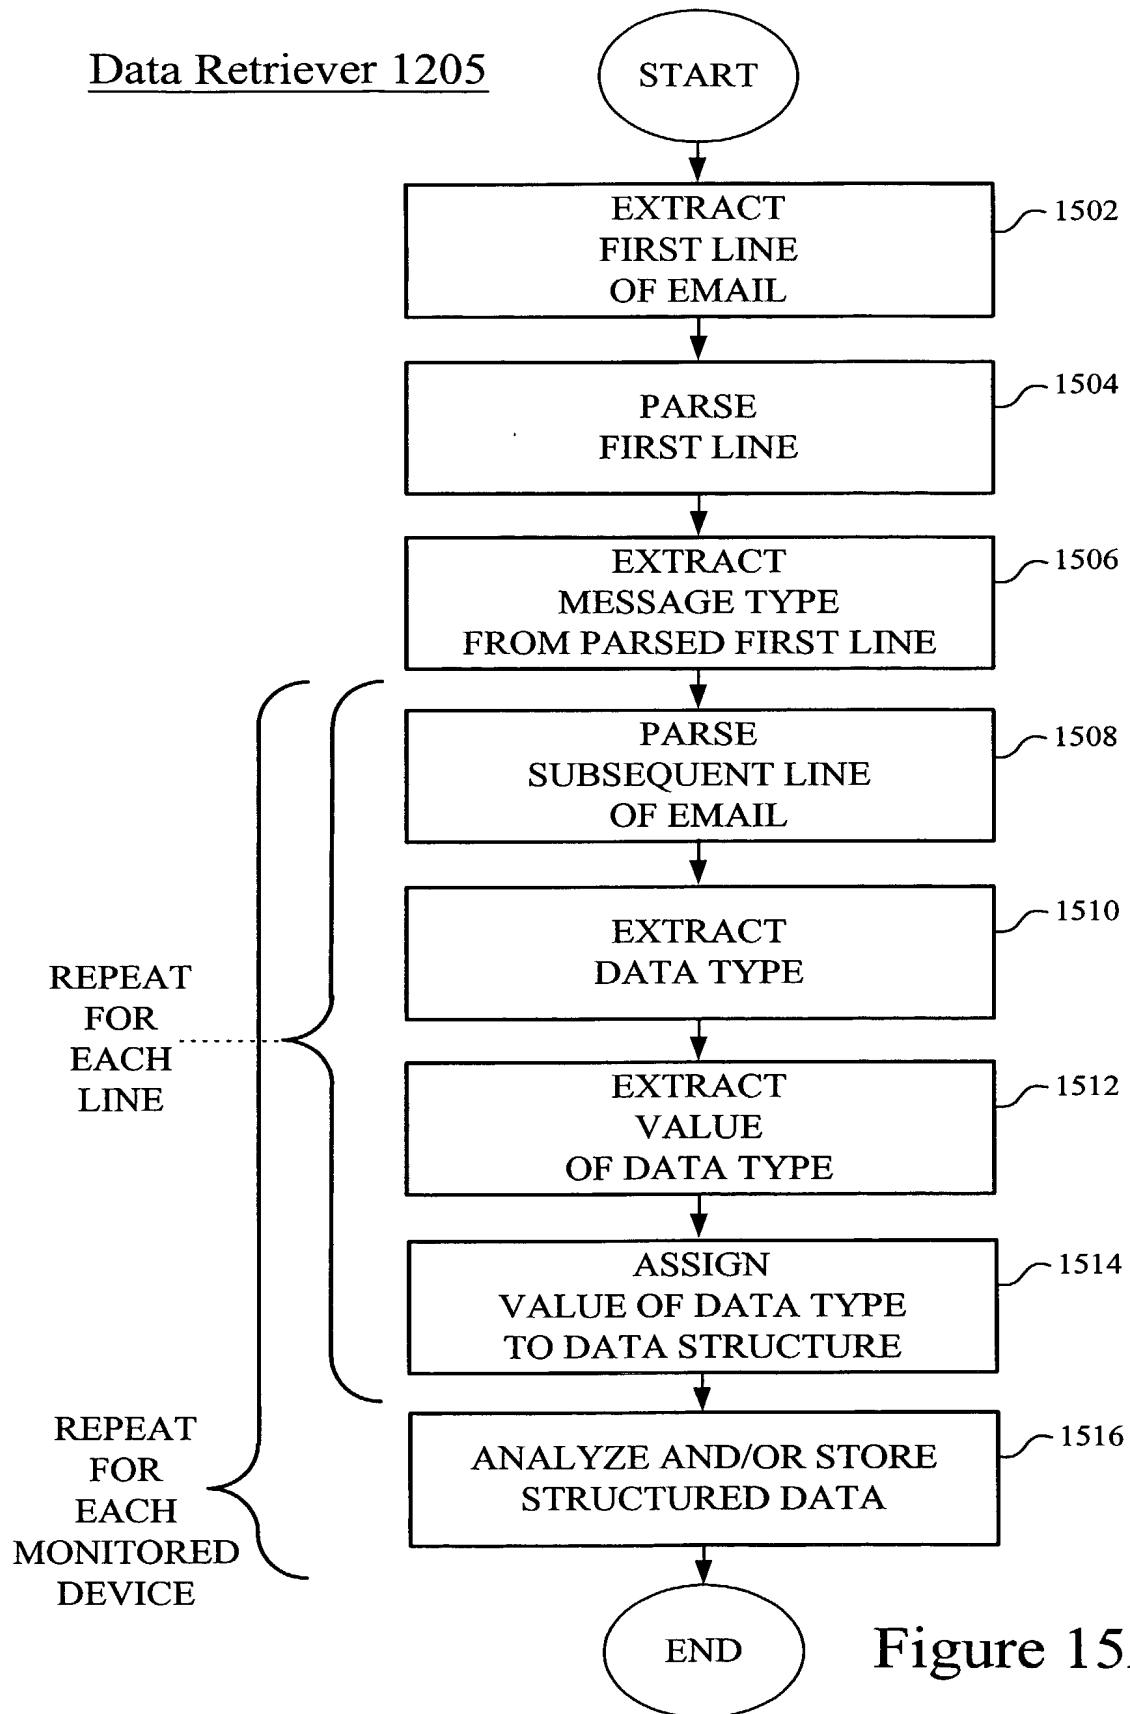 Data Retriever 1205
START
EXTRACT
FIRST LINE
OF EMAIL
1502
PARSE
FIRST LINE
1504
EXTRACT
MESSAGE TYPE
FROM PARSED FIRST LINE
1506
PARSE
SUBSEQUENT LINE
OF EMAIL
1508
EXTRACT
DATA TYPE
1510
REPEAT
FOR
EACH
LINE
EXTRACT
VALUE
OF DATA TYPE
1512
ASSIGN
VALUE OF DATA TYPE
TO DATA STRUCTURE
1514
REPEAT
FOR
EACH
MONITORED
DEVICE
ANALYZE AND/OR STORE
STRUCTURED DATA
1516
END
Figure 15